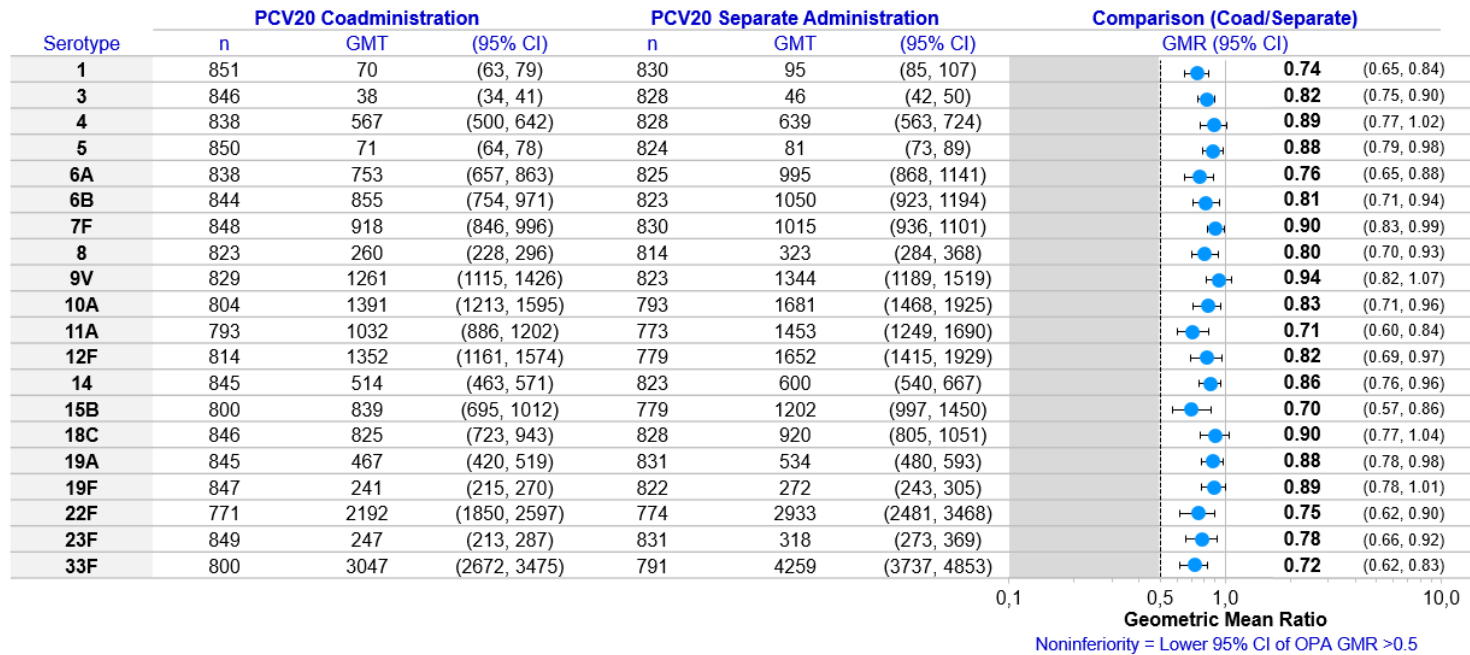 PCV20 Coadministration PCV20 Separate Administration Comparison (Coad/Separate)
Serotype n GMT (95% CI) n GMT (95% CI) GMR (95% CI)
1 851 70 (63, 79) 830 95 (85, 107) 0.74 (0.65, 0.84)
3 846 38 (34, 41) 828 46 (42, 50) 0.82 (0.75, 0.90)
4 838 567 (500, 642) 828 639 (563, 724) 0.89 (0.77, 1.02)
5 850 71 (64, 78) 824 81 (73, 89) 0.88 (0.79, 0.98)
6A 838 753 (657, 863) 825 995 (868, 1141) 0.76 (0.65, 0.88)
6B 844 855 (754, 971) 823 1050 (923, 1194) 0.81 (0.71, 0.94)
7F 848 918 (846, 996) 830 1015 (936, 1101) 0.90 (0.83, 0.99)
8 823 260 (228, 296) 814 323 (284, 368) 0.80 (0.70, 0.93)
9V 829 1261 (1115, 1426) 823 1344 (1189, 1519) 0.94 (0.82, 1.07)
10A 804 1391 (1213, 1595) 793 1681 (1468, 1925) 0.83 (0.71, 0.96)
11A 793 1032 (886, 1202) 773 1453 (1249, 1690) 0.71 (0.60, 0.84)
12F 814 1352 (1161, 1574) 779 1652 (1415, 1929) 0.82 (0.69, 0.97)
14 845 514 (463, 571) 823 600 (540, 667) 0.86 (0.76, 0.96)
15B 800 839 (695, 1012) 779 1202 (997, 1450) 0.70 (0.57, 0.86)
18C 846 825 (723, 943) 828 920 (805, 1051) 0.90 (0.77, 1.04)
19A 845 467 (420, 519) 831 534 (480, 593) 0.88 (0.78, 0.98)
19F 847 241 (215, 270) 822 272 (243, 305) 0.89 (0.78, 1.01)
22F 771 2192 (1850, 2597) 774 2933 (2481, 3468) 0.75 (0.62, 0.90)
23F 849 247 (213, 287) 831 318 (273, 369) 0.78 (0.66, 0.92)
33F 800 3047 (2672, 3475) 791 4259 (3737, 4853) 0.72 (0.62, 0.83)
0,1 0,5 1,0 10,0
Geometric Mean Ratio
Noninferiority = Lower 95% CI of OPA GMR >0.5